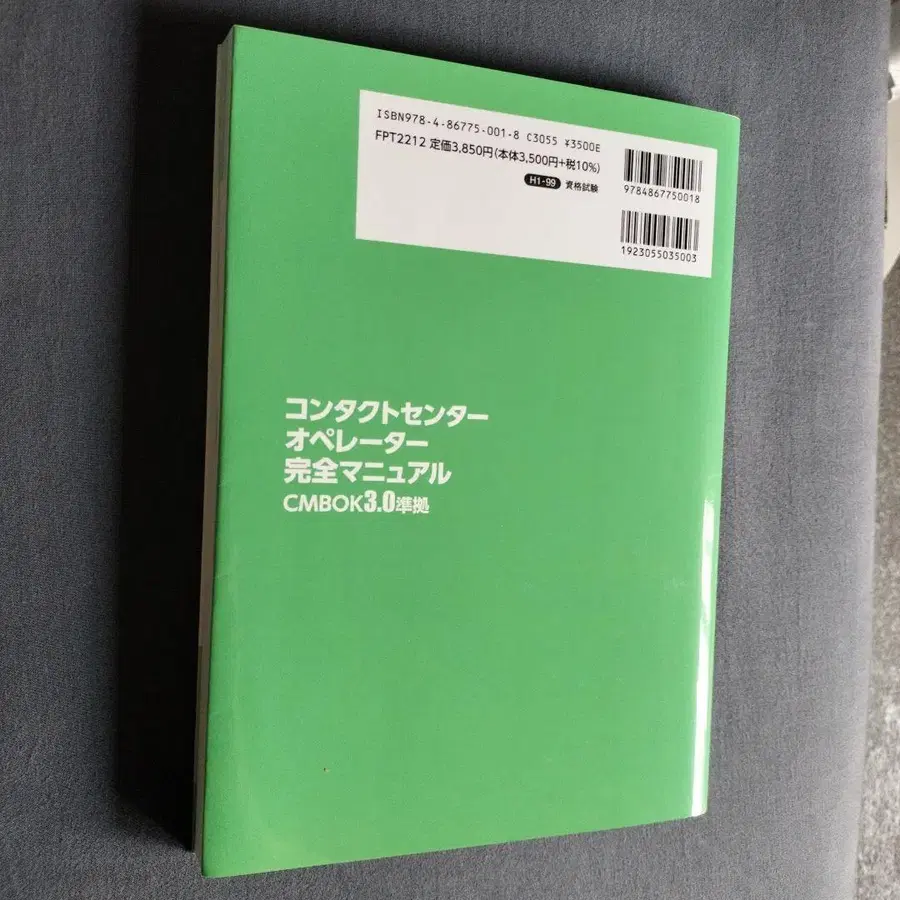 ISBN978-4-86775-001-8 C3055 ¥3500E
FPT2212 定価3,850円(本体3,500円+税10%)
H1-99 資格試験
9784867750018
1923055035003
コンタクトセンター
オペレーター
完全マニュアル
CMBOK3.0準拠